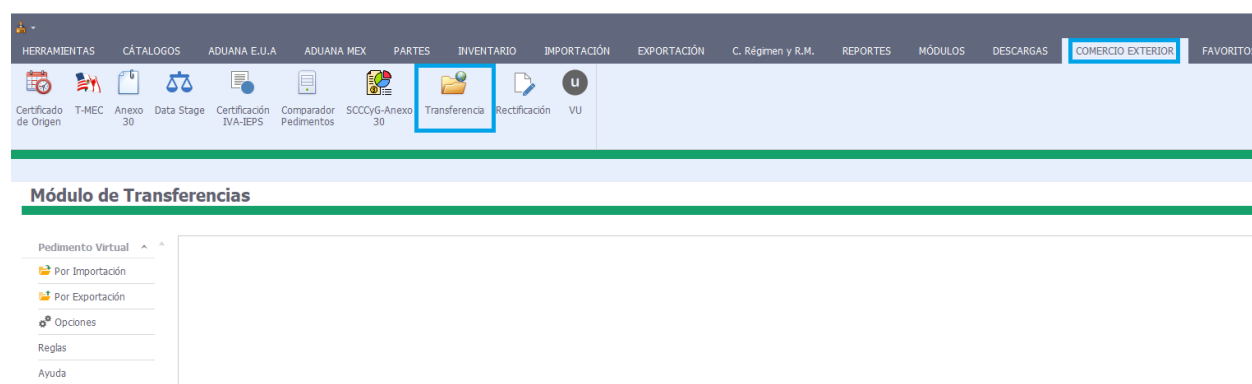 HERRAMIENTAS CÁTALOGOS ADUANA E.U.A ADUANA MEX PARTES INVENTARIO IMPORTACIÓN EXPORTACIÓN C. Régimen y R.M. REPORTES MÓDULOS DESCARGAS COMERCIO EXTERIOR FAVORITOS
u
Certificado T-MEC Anexo Data Stage Certificación Comparador SCCCyG-Anexo Transferencia Rectificación VU
de Origen 30 IVA-IEPS Pedimentos 30
Módulo de Transferencias
Pedimento Virtual
Por Importación
Por Exportación
Opciones
Reglas
Ayuda